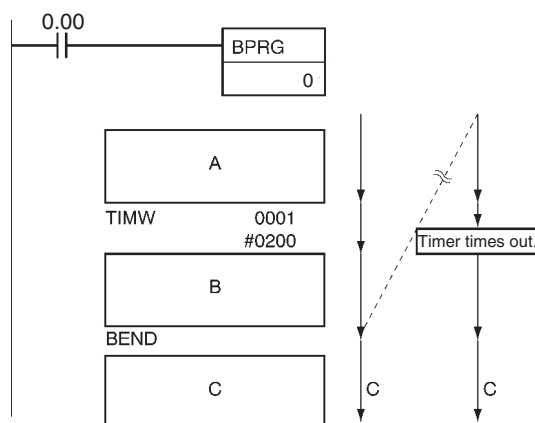 0.00
BPRG
0
A
TIMW 0001
#0200
Timer times out.
B
BEND
C C C